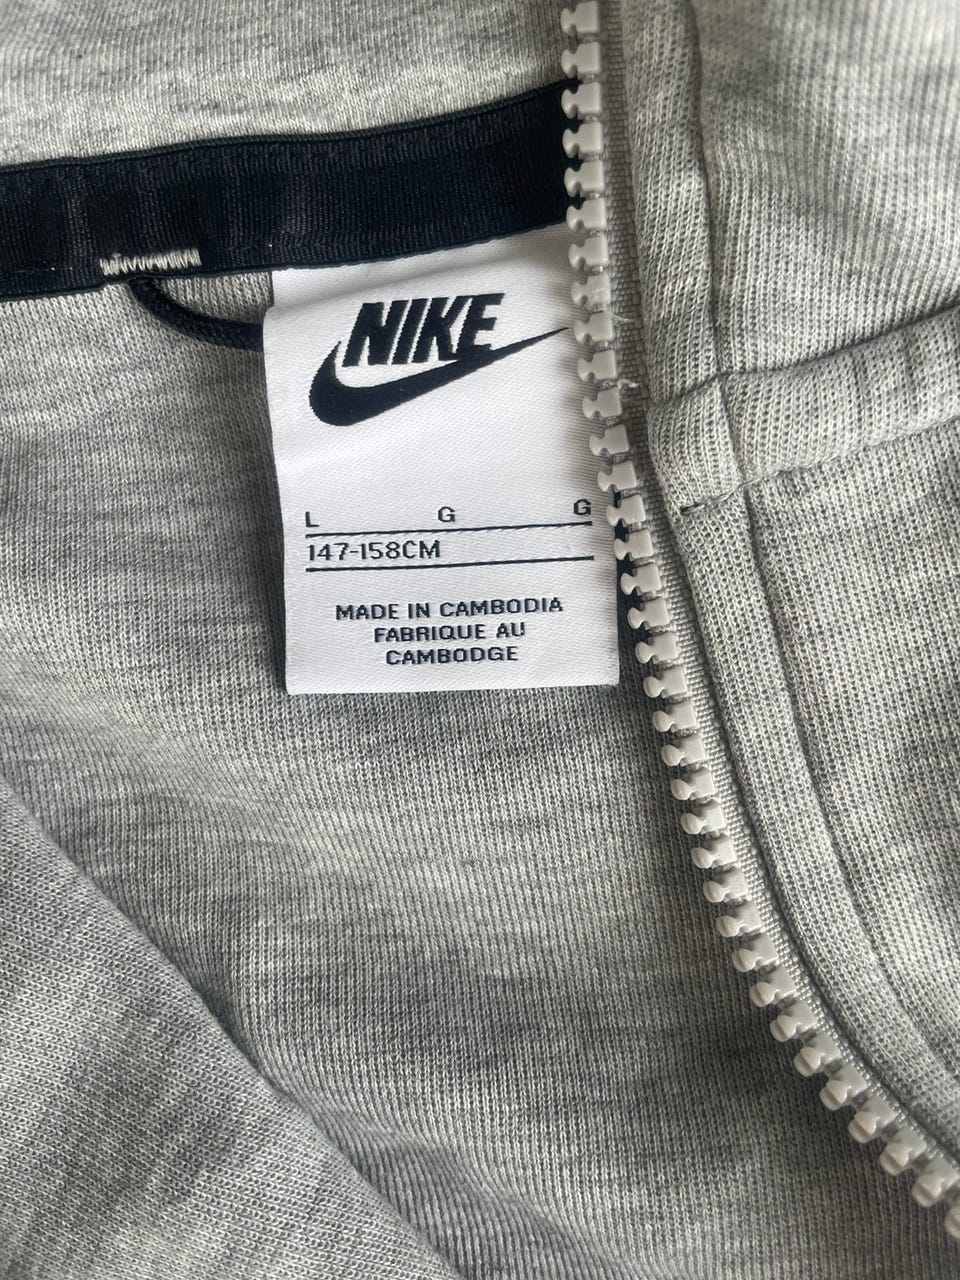 NIKE
L G G
147-158CM
MADE IN CAMBODIA
FABRIQUE AU
CAMBODGE